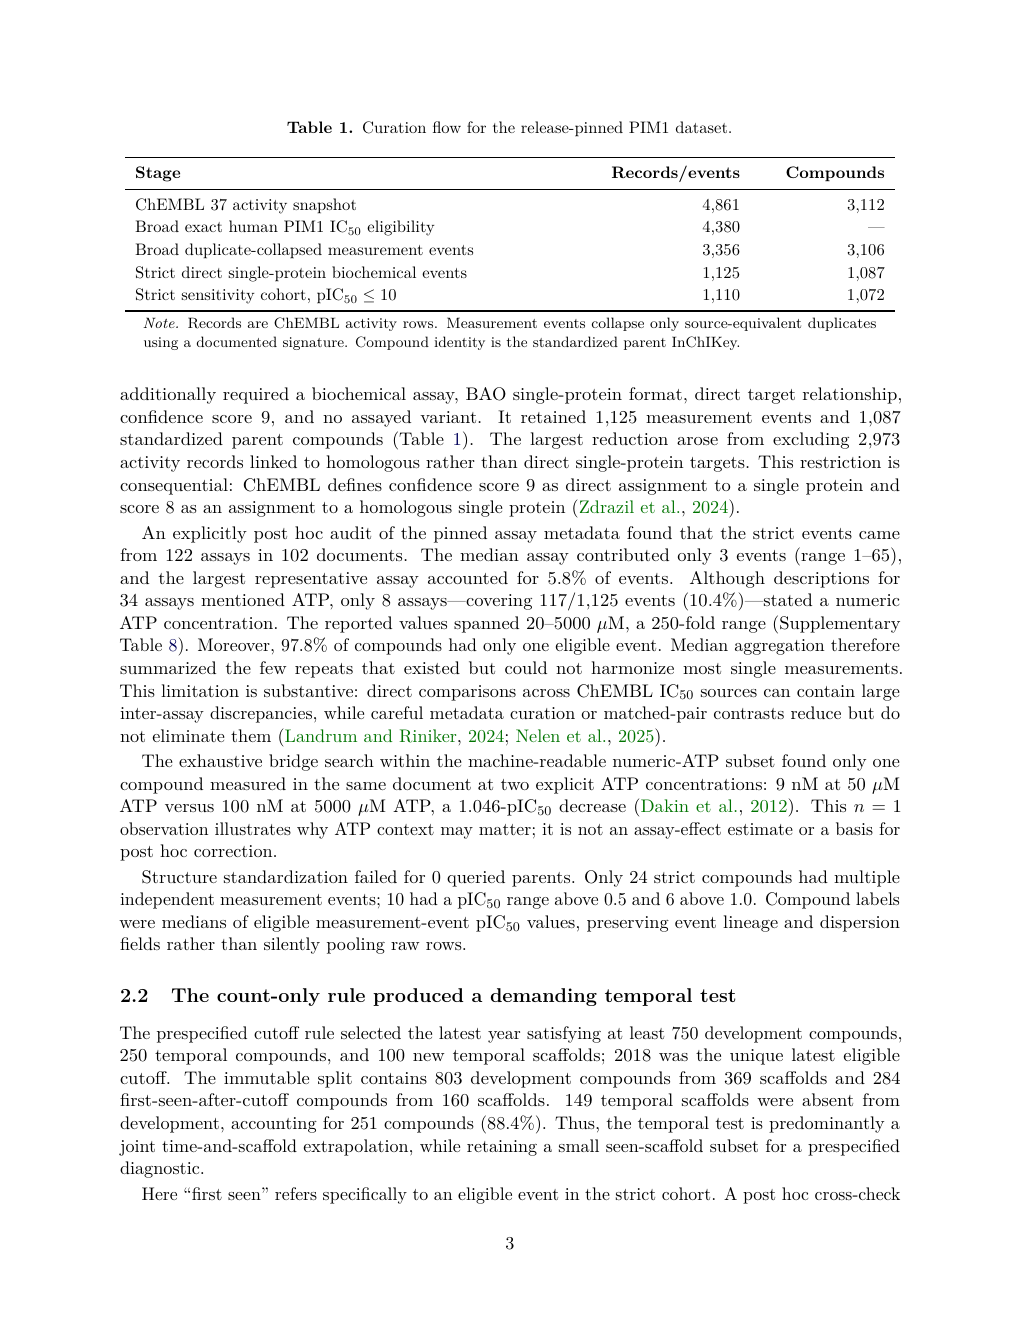 Table 1. Curation flow for the release-pinned PIM1 dataset.
Stage Records/events Compounds
ChEMBL 37 activity snapshot 4,861 3,112
Broad exact human PIM1 IC50 eligibility 4,380 —
Broad duplicate-collapsed measurement events 3,356 3,106
Strict direct single-protein biochemical events 1,125 1,087
Strict sensitivity cohort, pIC50 ≤ 10 1,110 1,072
Note. Records are ChEMBL activity rows. Measurement events collapse only source-equivalent duplicates
using a documented signature. Compound identity is the standardized parent InChIKey.
additionally required a biochemical assay, BAO single-protein format, direct target relationship,
confidence score 9, and no assayed variant. It retained 1,125 measurement events and 1,087
standardized parent compounds (Table 1). The largest reduction arose from excluding 2,973
activity records linked to homologous rather than direct single-protein targets. This restriction is
consequential: ChEMBL defines confidence score 9 as direct assignment to a single protein and
score 8 as an assignment to a homologous single protein (Zdrazil et al., 2024).
An explicitly post hoc audit of the pinned assay metadata found that the strict events came
from 122 assays in 102 documents. The median assay contributed only 3 events (range 1–65),
and the largest representative assay accounted for 5.8% of events. Although descriptions for
34 assays mentioned ATP, only 8 assays—covering 117/1,125 events (10.4%)—stated a numeric
ATP concentration. The reported values spanned 20–5000 μM, a 250-fold range (Supplementary
Table 8). Moreover, 97.8% of compounds had only one eligible event. Median aggregation therefore
summarized the few repeats that existed but could not harmonize most single measurements.
This limitation is substantive: direct comparisons across ChEMBL IC50 sources can contain large
inter-assay discrepancies, while careful metadata curation or matched-pair contrasts reduce but do
not eliminate them (Landrum and Riniker, 2024; Nelen et al., 2025).
The exhaustive bridge search within the machine-readable numeric-ATP subset found only one
compound measured in the same document at two explicit ATP concentrations: 9 nM at 50 μM
ATP versus 100 nM at 5000 μM ATP, a 1.046-pIC50 decrease (Dakin et al., 2012). This n = 1
observation illustrates why ATP context may matter; it is not an assay-effect estimate or a basis for
post hoc correction.
Structure standardization failed for 0 queried parents. Only 24 strict compounds had multiple
independent measurement events; 10 had a pIC50 range above 0.5 and 6 above 1.0. Compound labels
were medians of eligible measurement-event pIC50 values, preserving event lineage and dispersion
fields rather than silently pooling raw rows.
2.2 The count-only rule produced a demanding temporal test
The prespecified cutoff rule selected the latest year satisfying at least 750 development compounds,
250 temporal compounds, and 100 new temporal scaffolds; 2018 was the unique latest eligible
cutoff. The immutable split contains 803 development compounds from 369 scaffolds and 284
first-seen-after-cutoff compounds from 160 scaffolds. 149 temporal scaffolds were absent from
development, accounting for 251 compounds (88.4%). Thus, the temporal test is predominantly a
joint time-and-scaffold extrapolation, while retaining a small seen-scaffold subset for a prespecified
diagnostic.
Here “first seen” refers specifically to an eligible event in the strict cohort. A post hoc cross-check
3